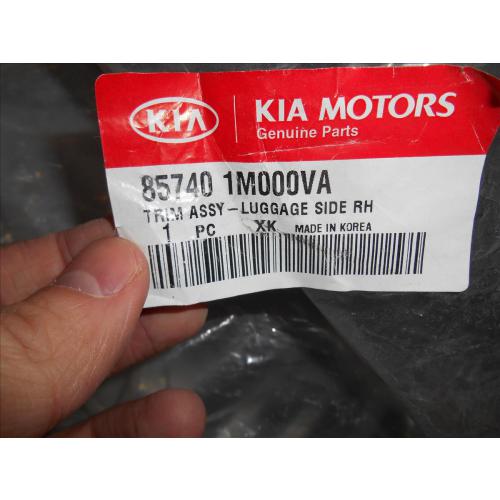 KIA
KIA MOTORS
Genuine Parts
85740 1M000VA
TRIM ASSY-LUGGAGE SIDE RH
1 PC XK MADE IN KOREA